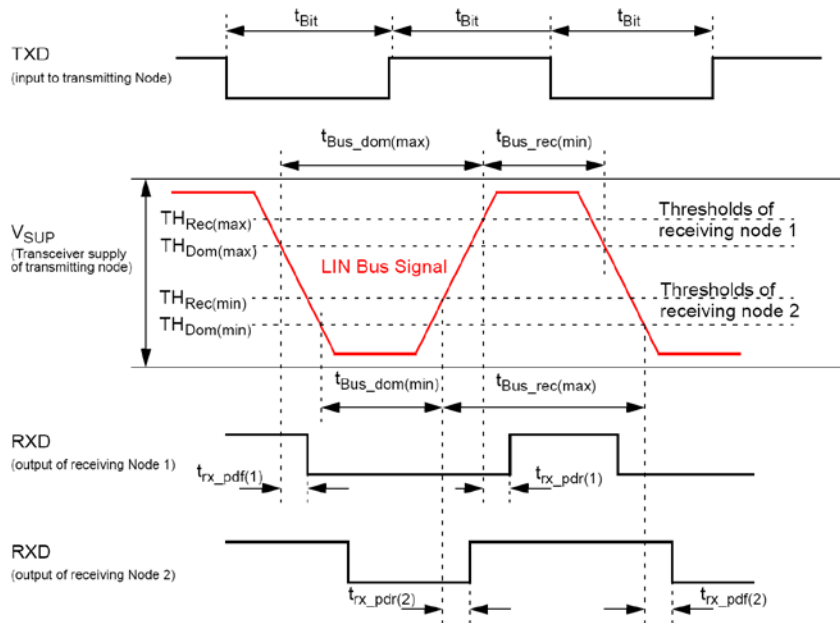 tBit tBit tBit
TXD
(input to transmitting Node)
tBus_dom(max) tBus_rec(min)
VSUP
(Transceiver supply
of transmitting node)
THRec(max)
THDom(max)
Thresholds of
receiving node 1
LIN Bus Signal
THRec(min)
THDom(min)
Thresholds of
receiving node 2
tBus_dom(min) tBus_rec(max)
RXD
(output of receiving Node 1)
trx_pdf(1) trx_pdr(1)
RXD
(output of receiving Node 2)
trx_pdr(2) trx_pdf(2)